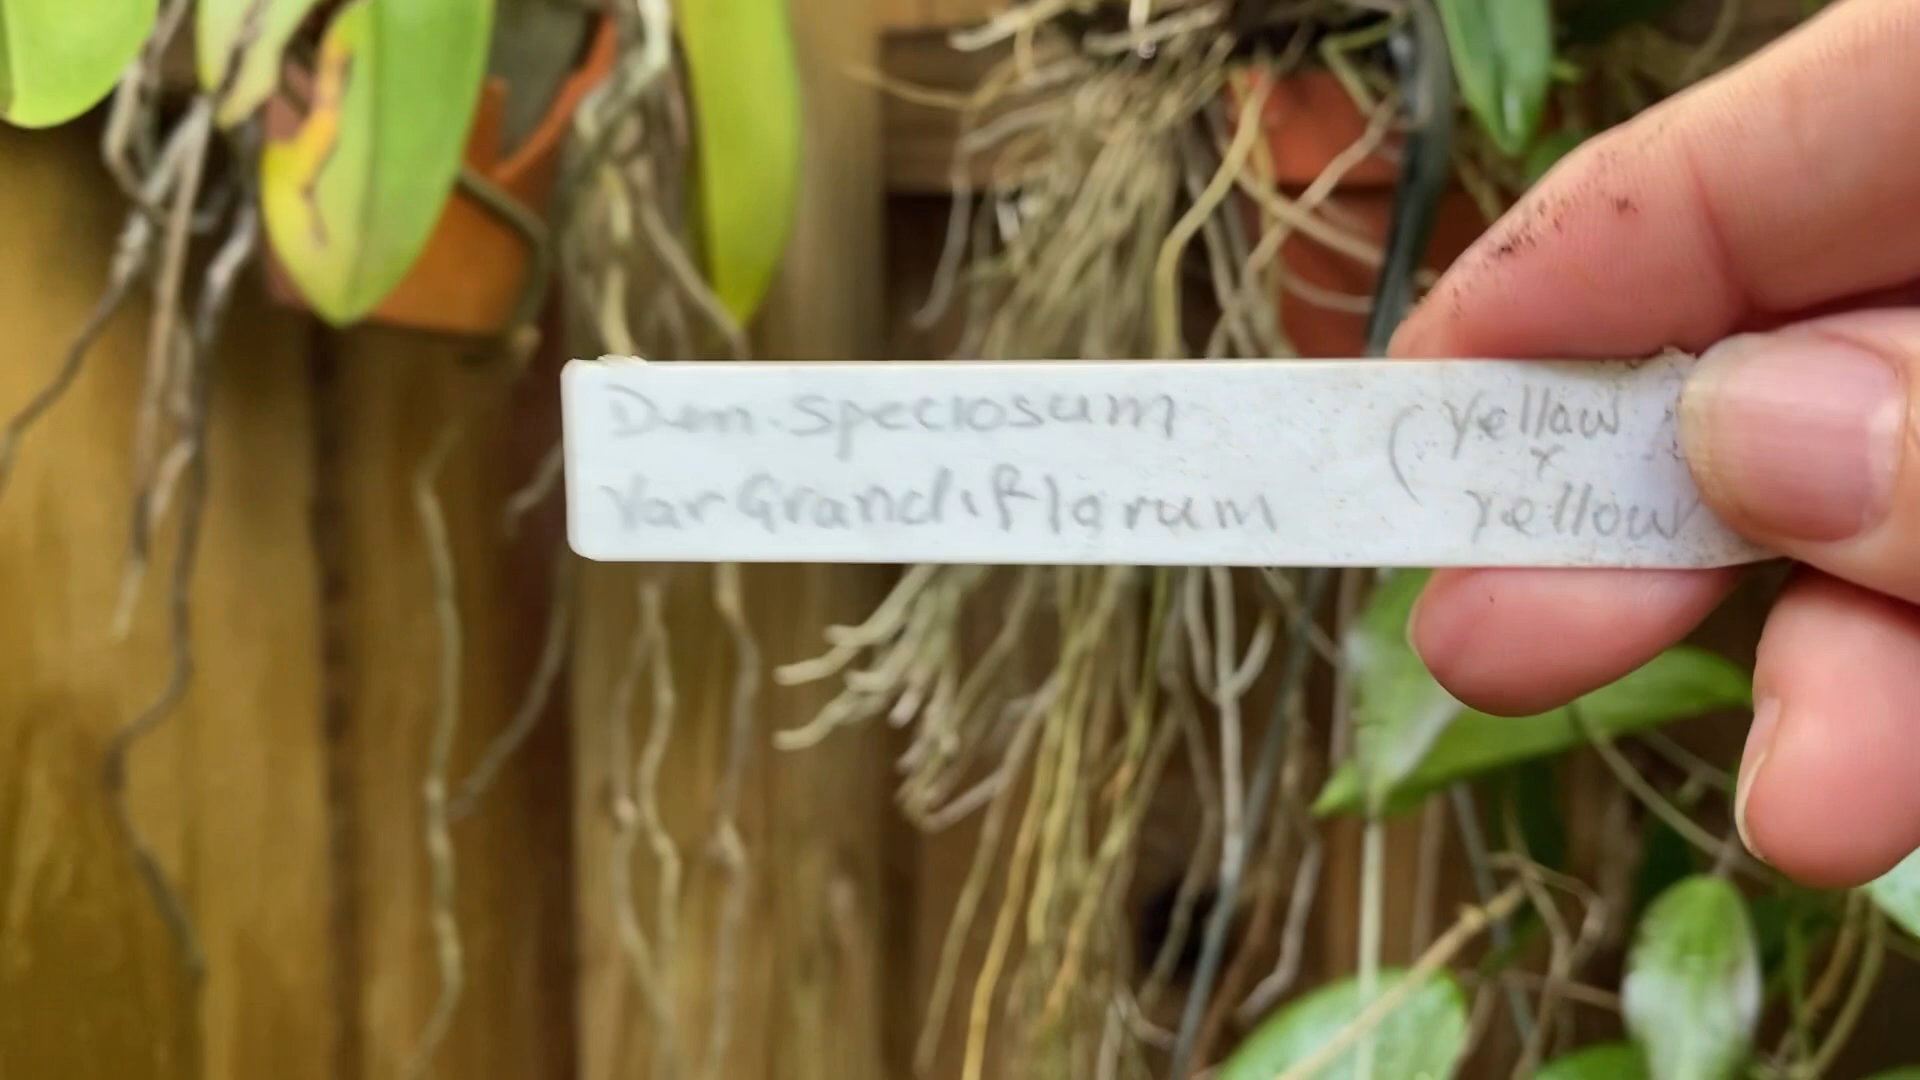 Den. speciosum
Var Grandiflorum
(yellow
x
yellow